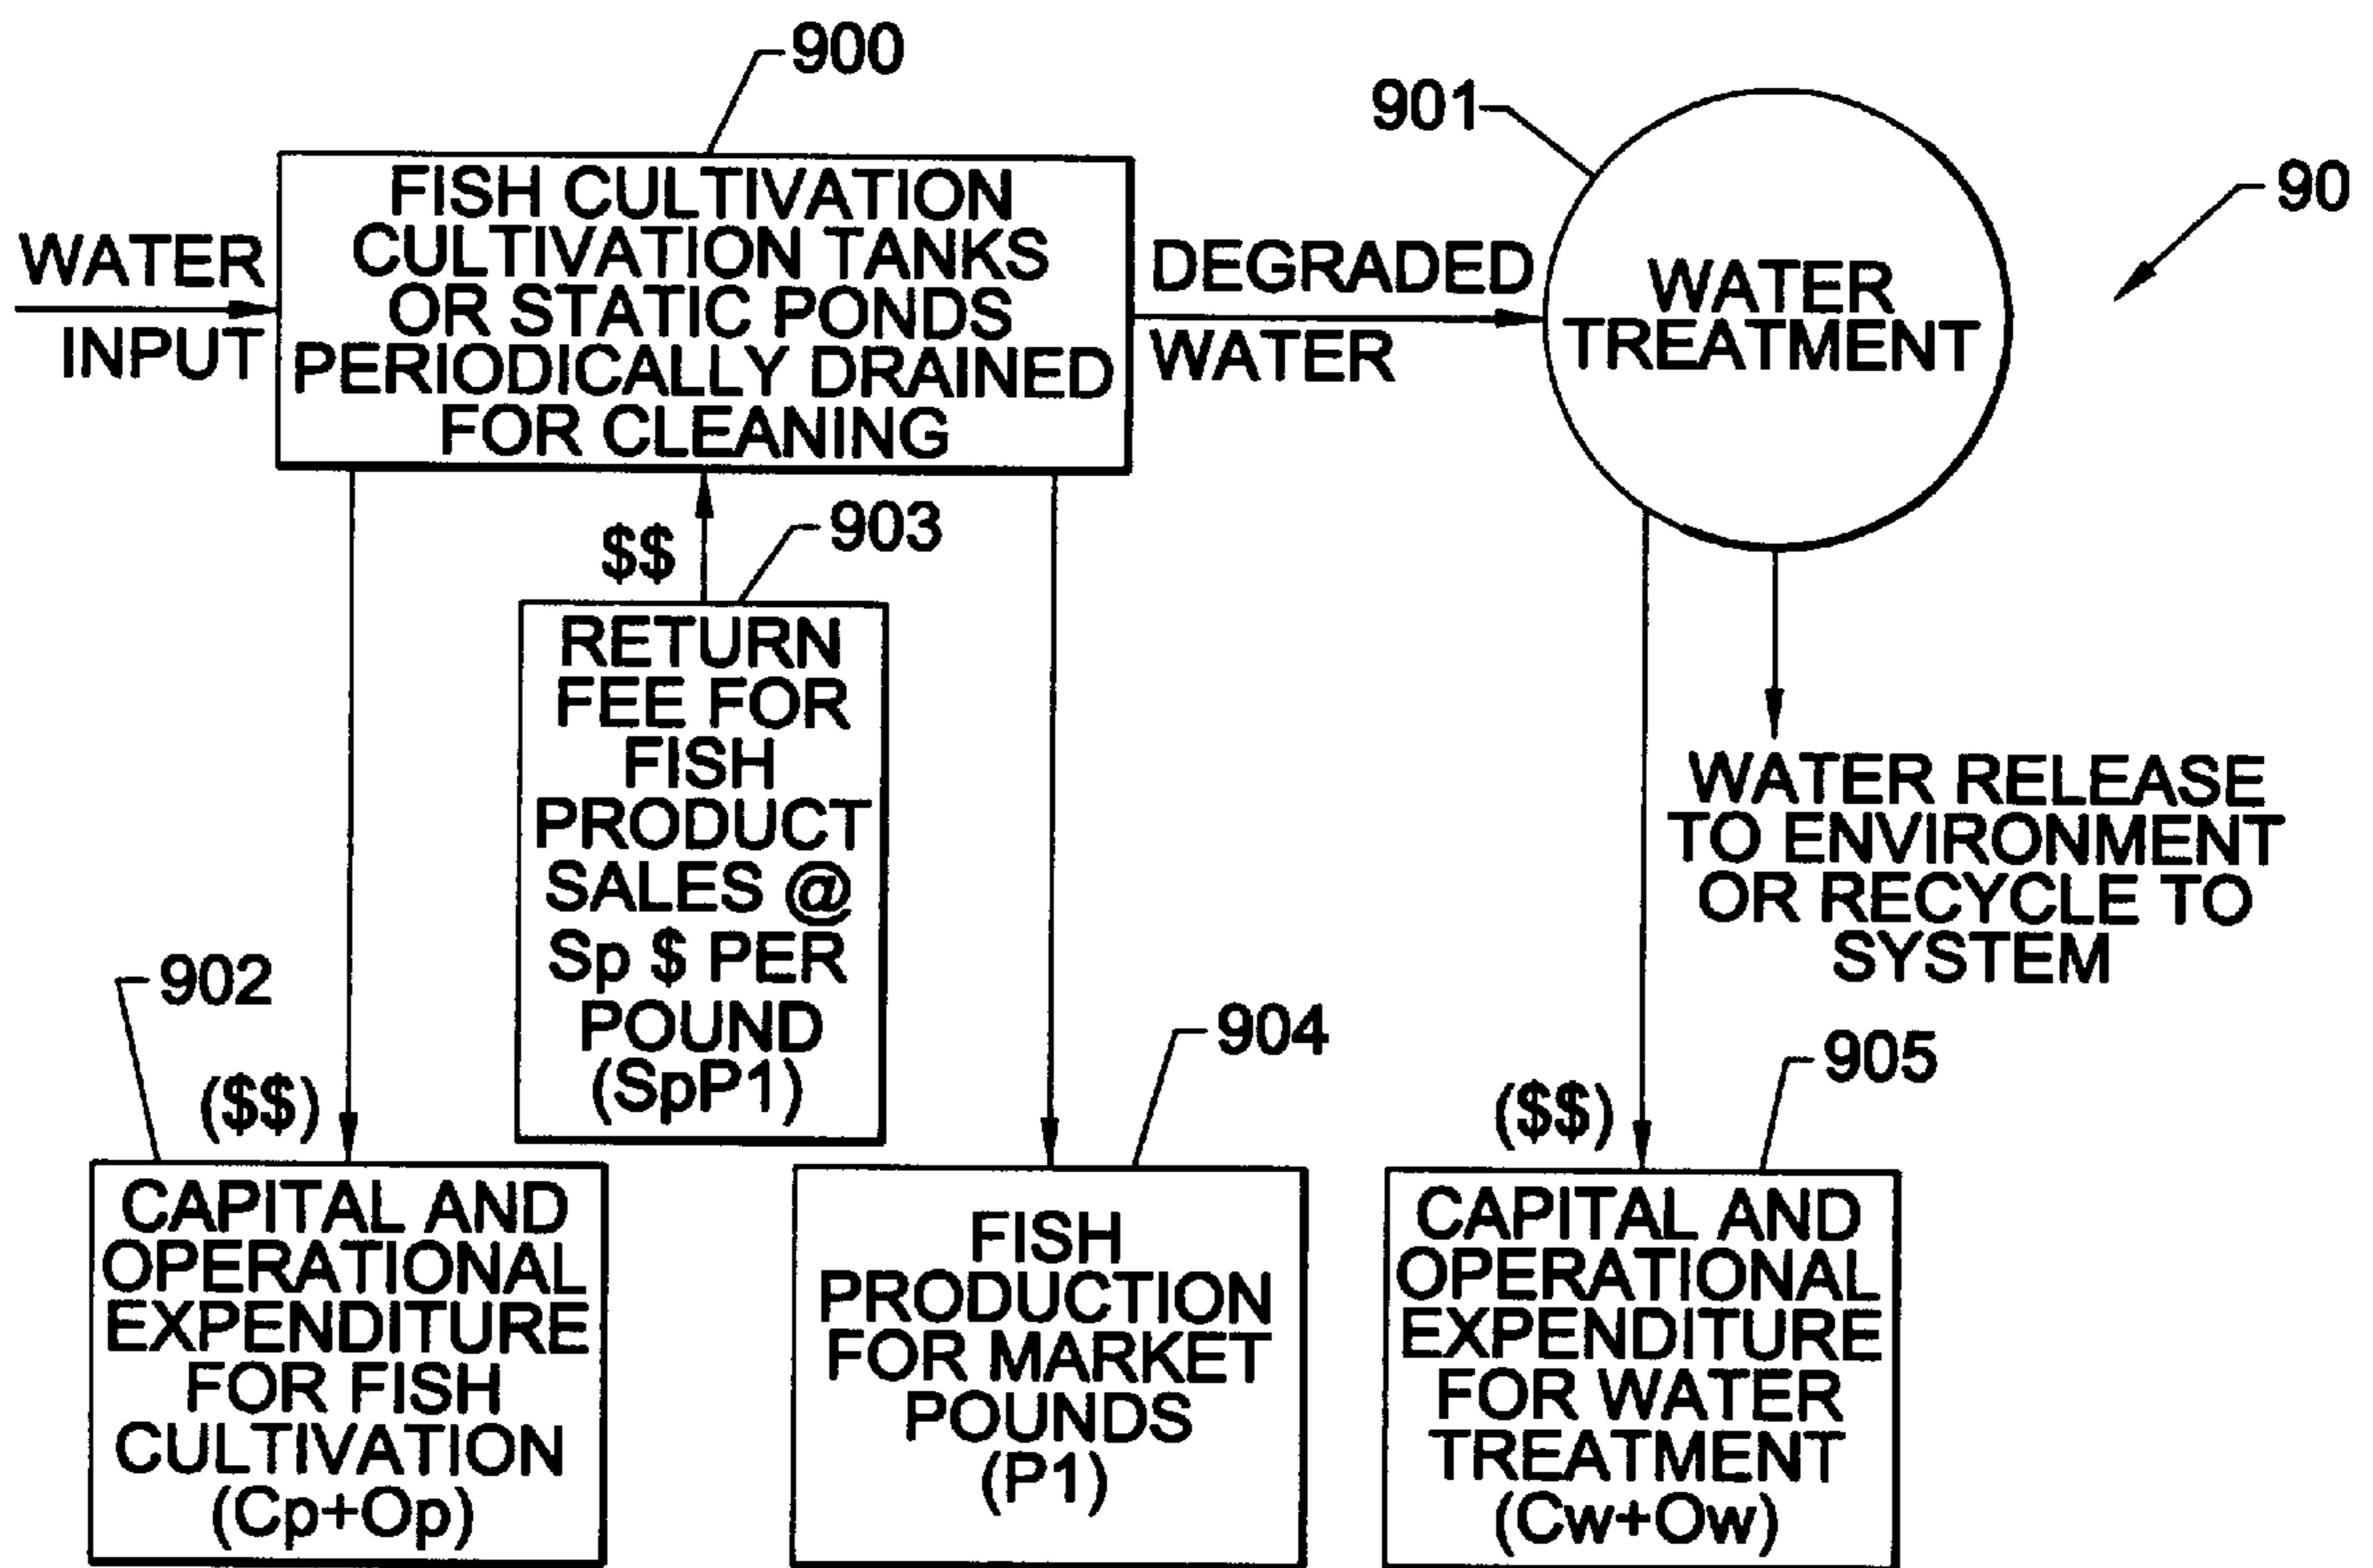 900
901
90
FISH CULTIVATION
CULTIVATION TANKS
OR STATIC PONDS
PERIODICALLY DRAINED
FOR CLEANING
WATER
INPUT
DEGRADED
WATER
WATER
TREATMENT
$$
903
RETURN
FEE FOR
FISH
PRODUCT
SALES @
Sp $ PER
POUND
(SpP1)
WATER RELEASE
TO ENVIRONMENT
OR RECYCLE TO
SYSTEM
902
904
905
($$)
($$)
CAPITAL AND
OPERATIONAL
EXPENDITURE
FOR FISH
CULTIVATION
(Cp+Op)
FISH
PRODUCTION
FOR MARKET
POUNDS
(P1)
CAPITAL AND
OPERATIONAL
EXPENDITURE
FOR WATER
TREATMENT
(Cw+Ow)